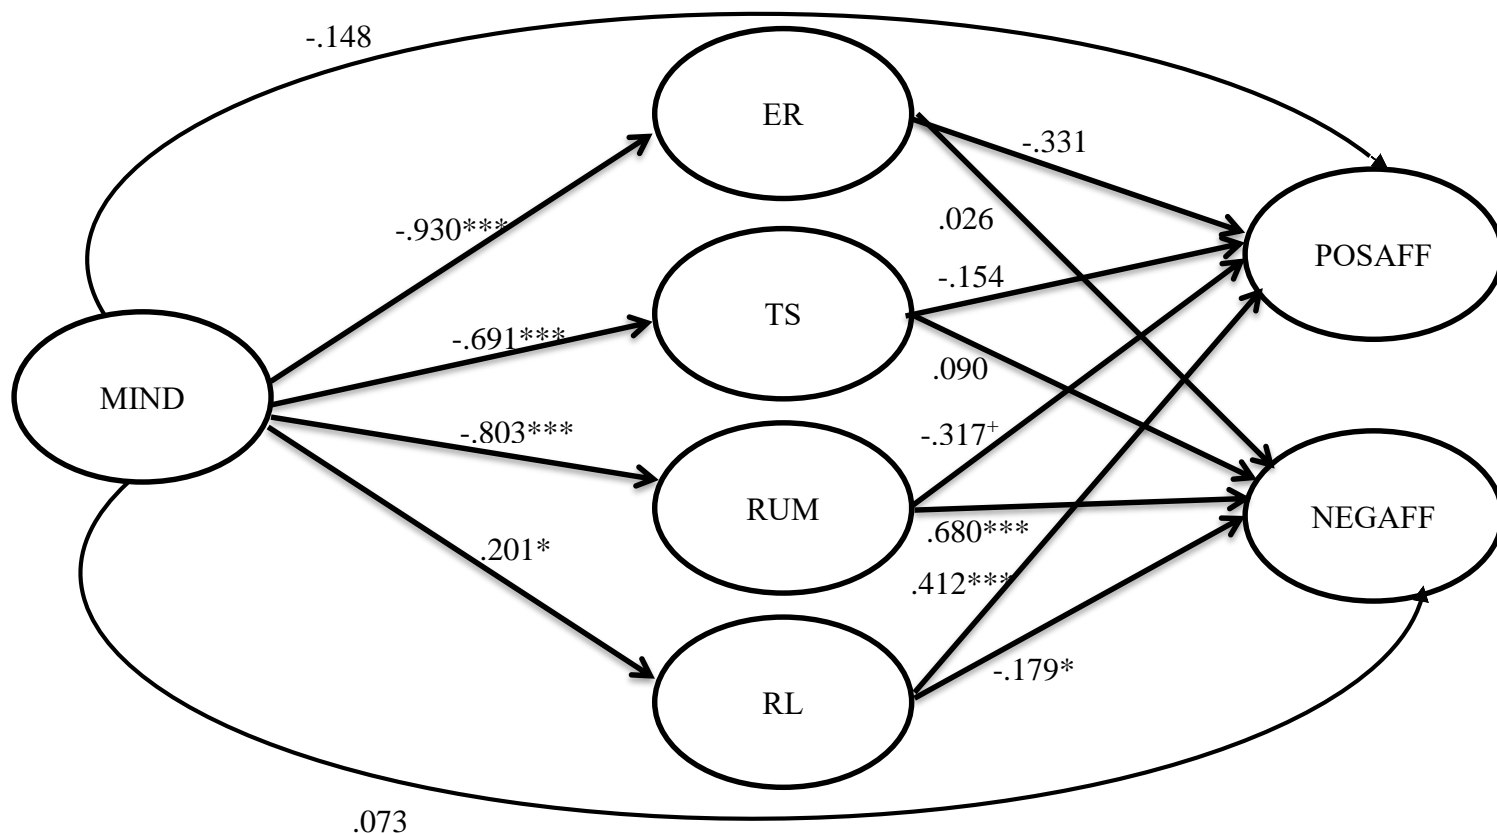 -.148
ER
-.331
-.930***
.026
POSAFF
-.154
TS
-.691***
.090
MIND
-.803***
-.317⁺
RUM
NEGAFF
.680***
.201*
.412***
-.179*
RL
.073